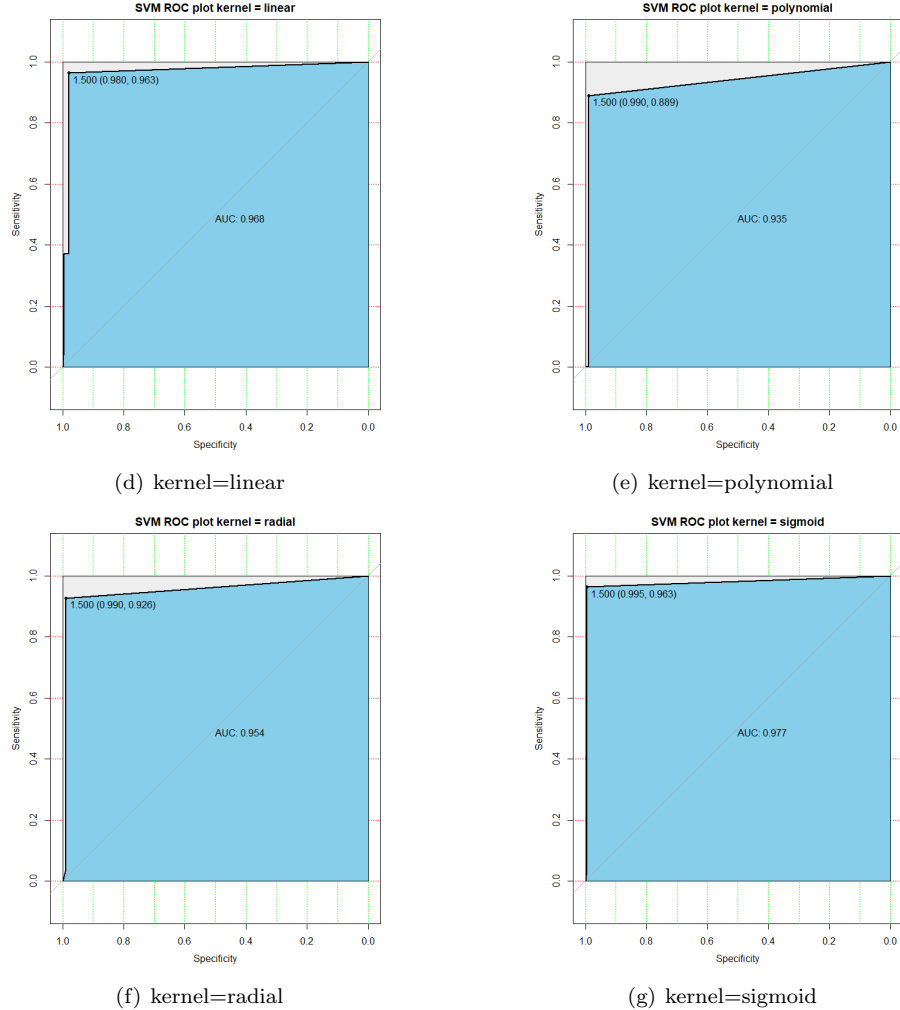 SVM ROC plot kernel = linear
1.0
0.8
0.6
0.4
0.2
0.0
Sensitivity
1.500 (0.980, 0.963)
AUC: 0.968
1.0 0.8 0.6 0.4 0.2 0.0
Specificity
(d) kernel=linear
SVM ROC plot kernel = polynomial
1.0
0.8
0.6
0.4
0.2
0.0
Sensitivity
1.500 (0.990, 0.889)
AUC: 0.935
1.0 0.8 0.6 0.4 0.2 0.0
Specificity
(e) kernel=polynomial
SVM ROC plot kernel = radial
1.0
0.8
0.6
0.4
0.2
0.0
Sensitivity
1.500 (0.990, 0.926)
AUC: 0.954
1.0 0.8 0.6 0.4 0.2 0.0
Specificity
(f) kernel=radial
SVM ROC plot kernel = sigmoid
1.0
0.8
0.6
0.4
0.2
0.0
Sensitivity
1.500 (0.995, 0.963)
AUC: 0.977
1.0 0.8 0.6 0.4 0.2 0.0
Specificity
(g) kernel=sigmoid